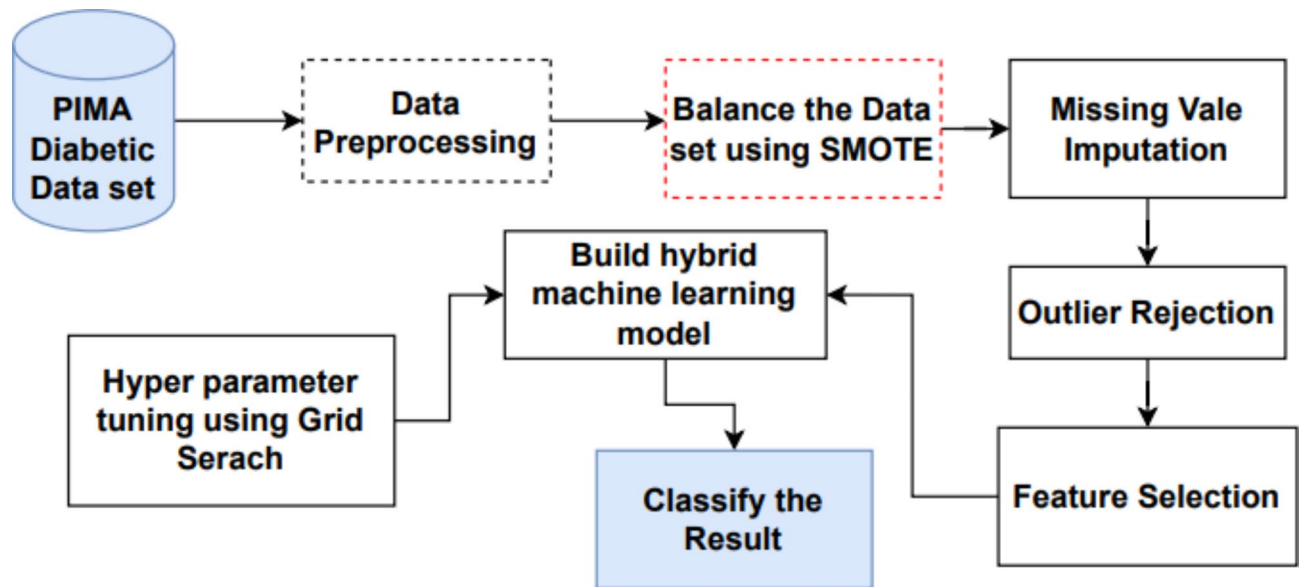 PIMA
Diabetic
Data set
Data
Preprocessing
Balance the Data
set using SMOTE
Missing Vale
Imputation
Outlier Rejection
Feature Selection
Build hybrid
machine learning
model
Hyper parameter
tuning using Grid
Serach
Classify the
Result